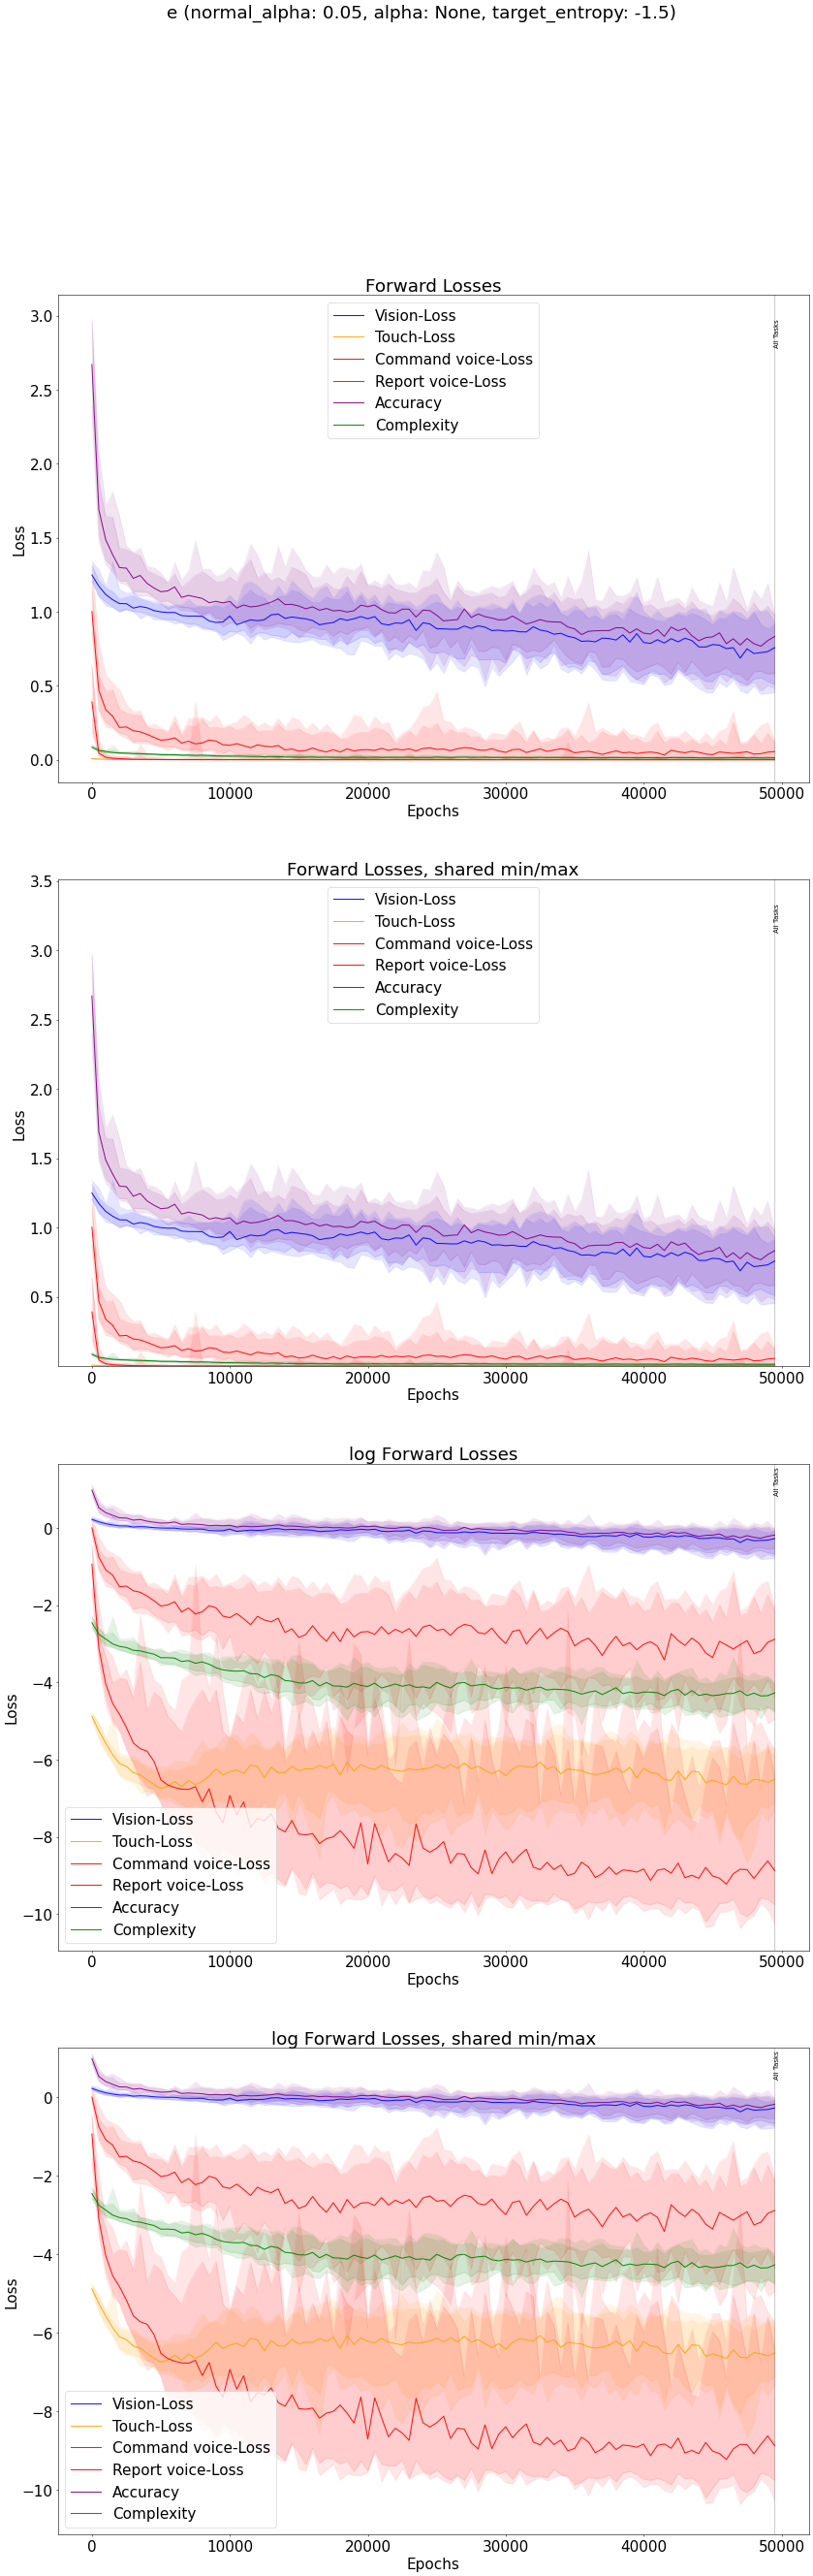 e (normal_alpha: 0.05, alpha: None, target_entropy: -1.5)
Forward Losses
3.0
2.5
2.0
1.5
1.0
0.5
0.0
Loss
Vision-Loss
Touch-Loss
Command voice-Loss
Report voice-Loss
Accuracy
Complexity
All Tasks
0 10000 20000 30000 40000 50000
Epochs
Forward Losses, shared min/max
3.5
3.0
2.5
2.0
1.5
1.0
0.5
Loss
Vision-Loss
Touch-Loss
Command voice-Loss
Report voice-Loss
Accuracy
Complexity
All Tasks
0 10000 20000 30000 40000 50000
Epochs
log Forward Losses
0
−2
−4
−6
−8
−10
Loss
All Tasks
Vision-Loss
Touch-Loss
Command voice-Loss
Report voice-Loss
Accuracy
Complexity
0 10000 20000 30000 40000 50000
Epochs
log Forward Losses, shared min/max
0
−2
−4
−6
−8
−10
Loss
All Tasks
Vision-Loss
Touch-Loss
Command voice-Loss
Report voice-Loss
Accuracy
Complexity
0 10000 20000 30000 40000 50000
Epochs